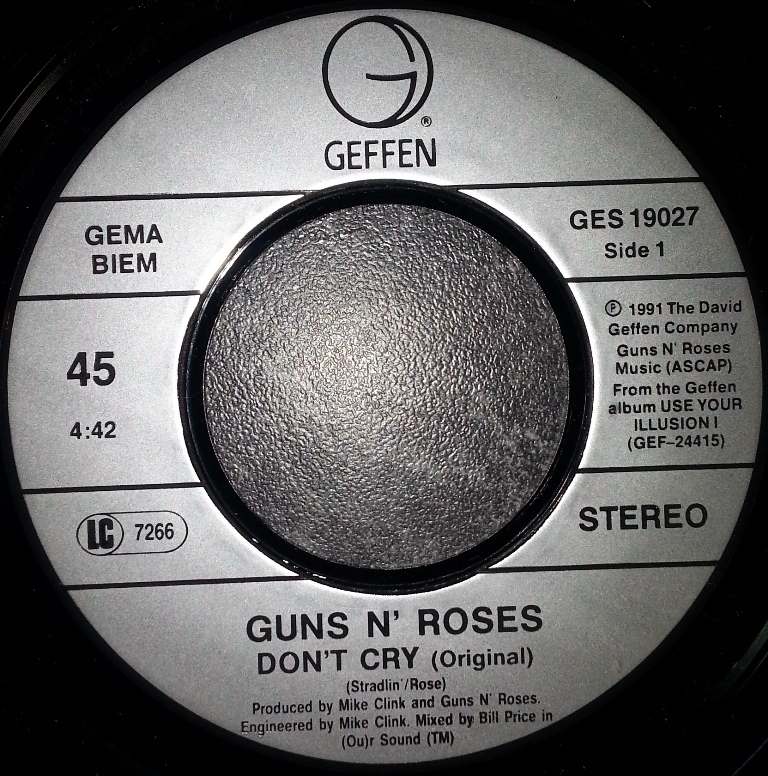 G
®
GEFFEN
GEMA
BIEM
GES 19027
Side 1
45
4:42
℗ 1991 The David
Geffen Company
Guns N' Roses
Music (ASCAP)
From the Geffen
album USE YOUR
ILLUSION I
(GEF–24415)
LC 7266
STEREO
GUNS N' ROSES
DON'T CRY (Original)
(Stradlin'/Rose)
Produced by Mike Clink and Guns N' Roses.
Engineered by Mike Clink. Mixed by Bill Price in
(Ou)r Sound (TM)